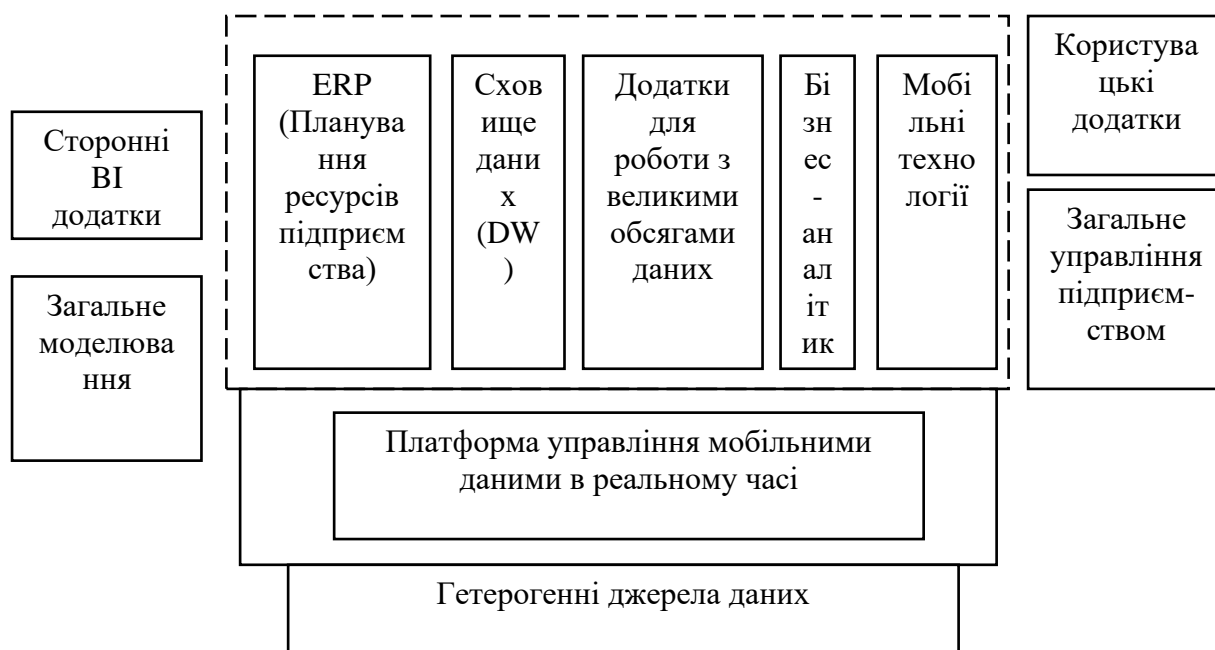 Сторонні
BI
додатки
Загальне
моделюва
ння
ERP
(Планува
ння
ресурсів
підприєм
ства)
Схов
ище
дани
х
(DW
)
Додатки
для
роботи з
великими
обсягами
даних
Бі
зн
ес
-
ан
ал
іт
ик
Мобі
льні
техно
логії
Користува
цькі
додатки
Загальне
управління
підприєм-
ством
Платформа управління мобільними
даними в реальному часі
Гетерогенні джерела даних